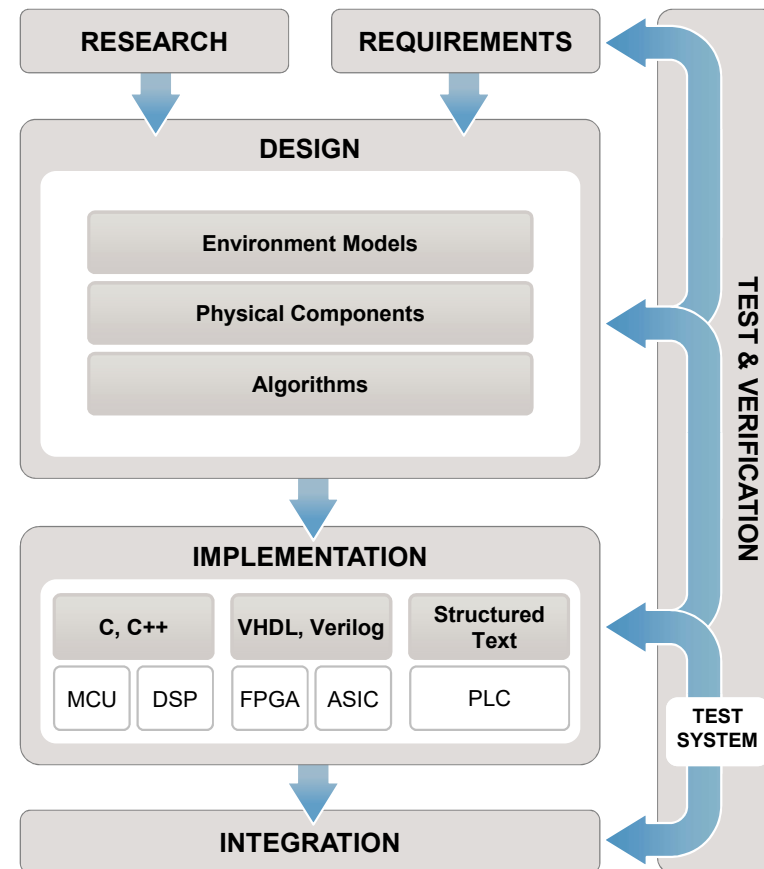 RESEARCH
REQUIREMENTS
DESIGN
Environment Models
Physical Components
Algorithms
TEST & VERIFICATION
IMPLEMENTATION
C, C++
VHDL, Verilog
Structured
Text
MCU
DSP
FPGA
ASIC
PLC
TEST
SYSTEM
INTEGRATION